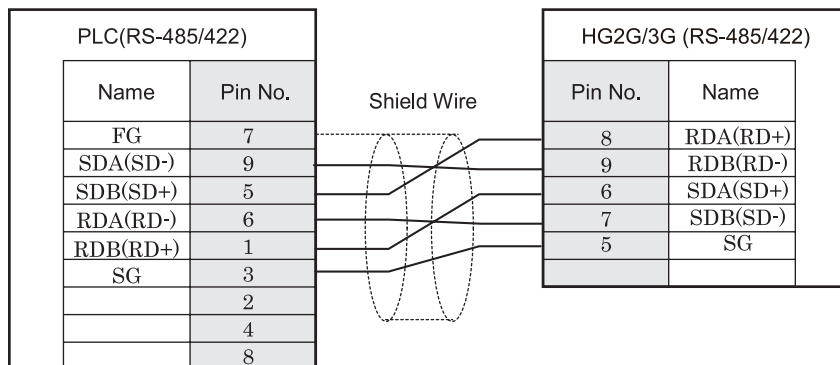 PLC(RS-485/422)
Name Pin No.
FG 7
SDA(SD-) 9
SDB(SD+) 5
RDA(RD-) 6
RDB(RD+) 1
SG 3
2
4
8
Shield Wire
HG2G/3G (RS-485/422)
Pin No. Name
8 RDA(RD+)
9 RDB(RD-)
6 SDA(SD+)
7 SDB(SD-)
5 SG